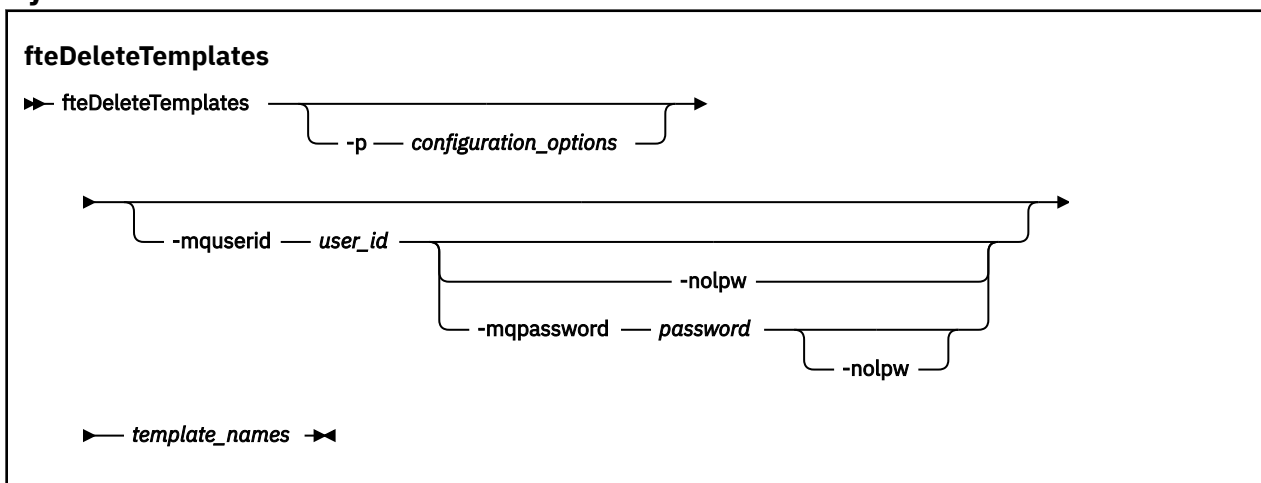 fteDeleteTemplates
fteDeleteTemplates
-p configuration_options
-mquserid user_id
-nolpw
-mqpassword password
-nolpw
template_names